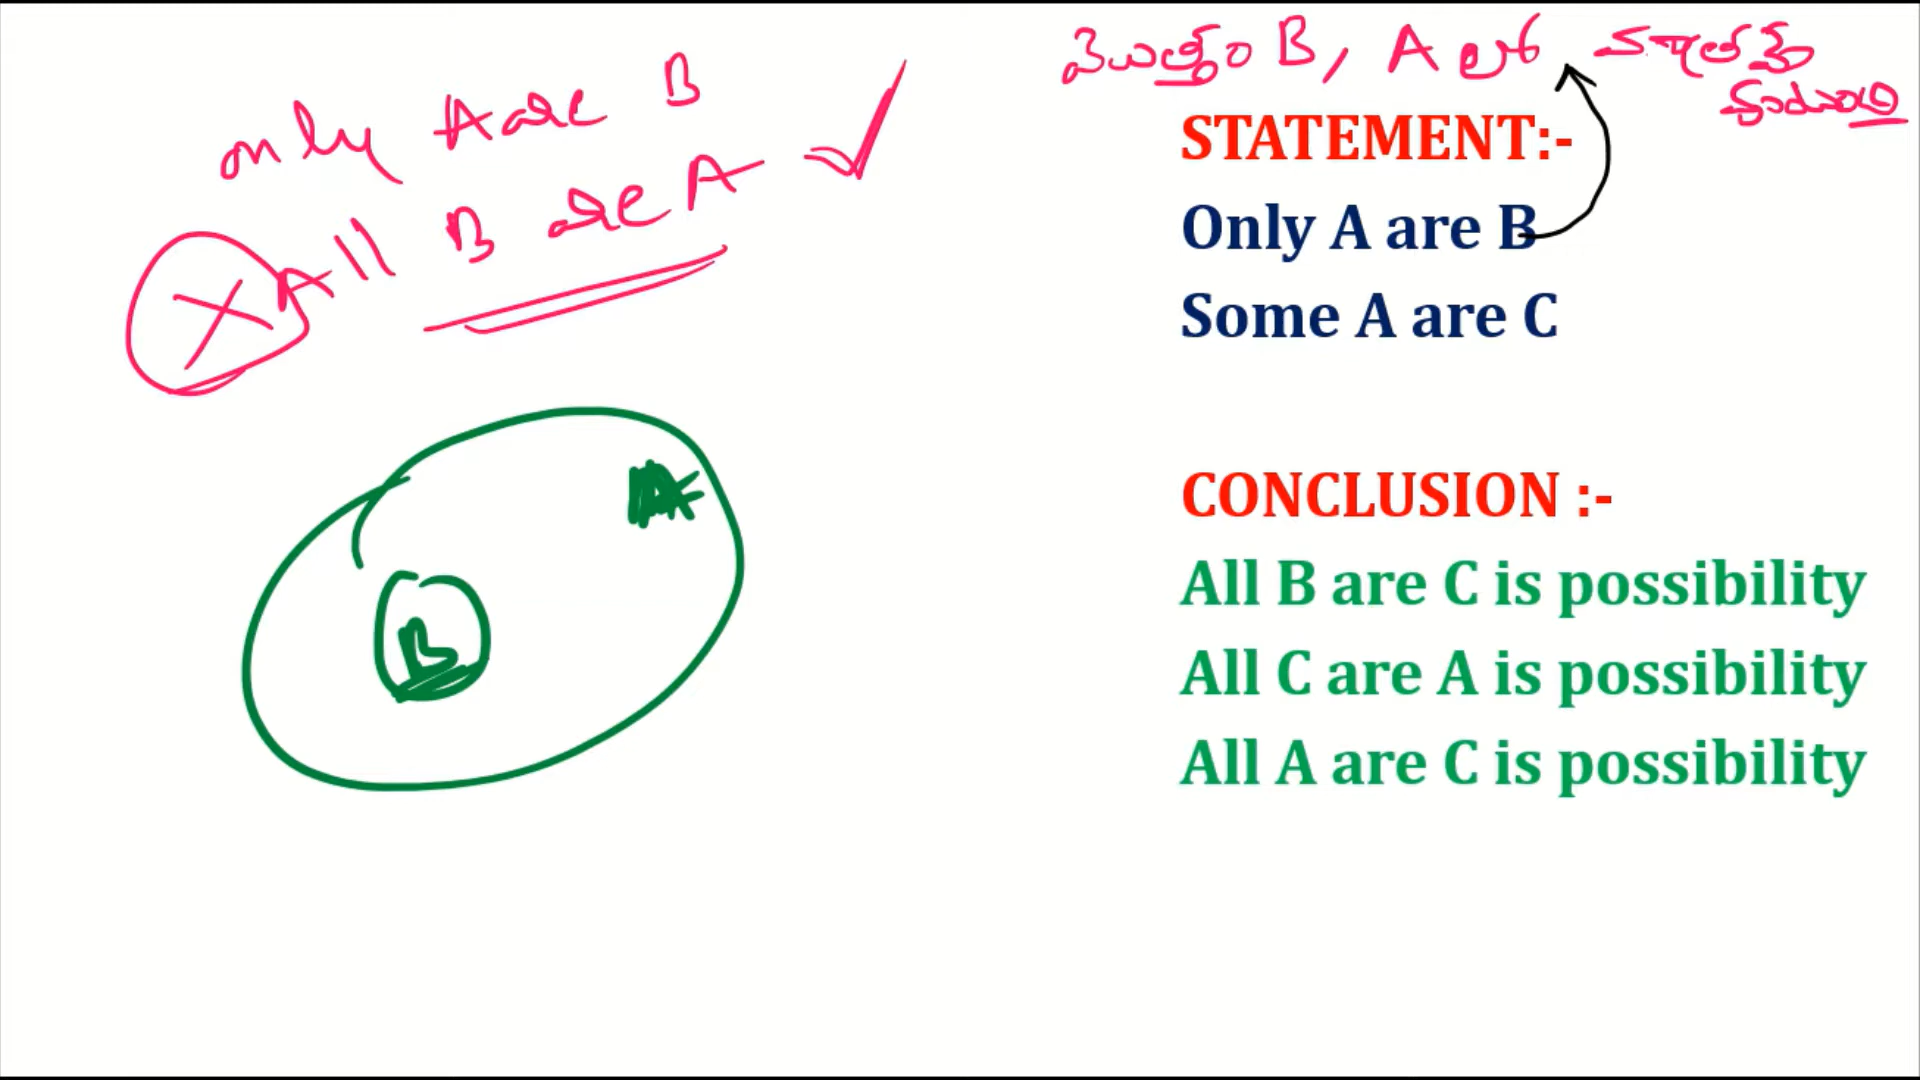 మొత్తం B, A లో మాత్రమే
ఉండాలి
only A are B
All B are A
STATEMENT:-
Only A are B
Some A are C
A
B
CONCLUSION :-
All B are C is possibility
All C are A is possibility
All A are C is possibility